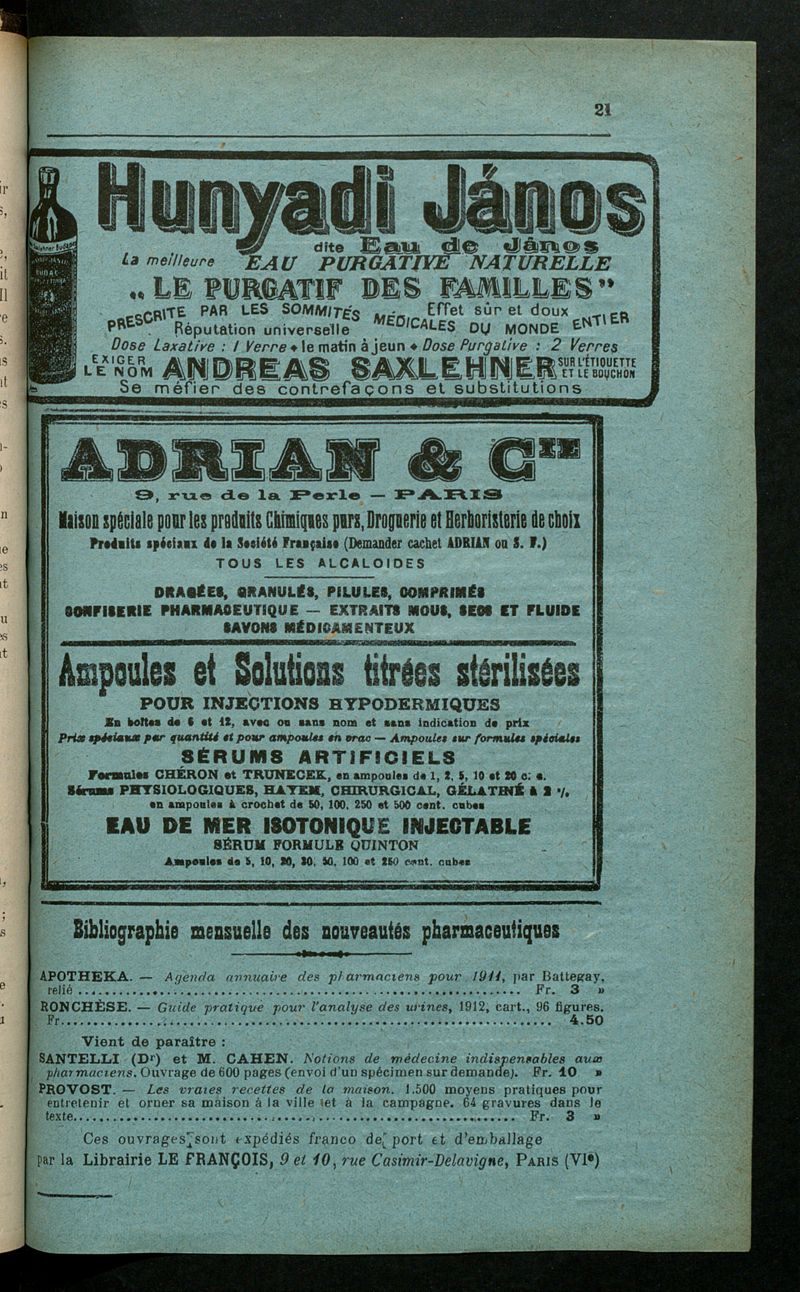 21
Hunyadi János
dite Eau de János
La meilleure EAU PURGATIVE NATURELLE
„LE PURGATIF DES FAMILLES"
PRESCRITE PAR LES SOMMITÉS MÉDICALES DU MONDE ENTIER
Effet sûr et doux
Réputation universelle
Dose Laxative : 1 Verre le matin à jeun Dose Purgative : 2 Verres
EXIGER LE NOM ANDREAS SAXLEHNER SUR L'ÉTIQUETTE ET LE BOUCHON
Se méfier des contrefaçons et substitutions
ADRIAN & CIE
9, rue de la Perle — PARIS
Maison spéciale pour les produits Chimiques purs, Droguerie et Herboristerie de choix
Produits spéciaux de la Société Française (Demander cachet ADRIAN ou S. F.)
TOUS LES ALCALOIDES
DRAGÉES, GRANULÉS, PILULES, COMPRIMÉS
CONFISERIE PHARMACEUTIQUE — EXTRAITS MOUS, SECS ET FLUIDE
SAVONS MÉDICAMENTEUX
Ampoules et Solutions titrées stérilisées
POUR INJECTIONS HYPODERMIQUES
En boîtes de 6 et 12, avec ou sans nom et sans indication de prix
Prix spéciaux par quantité et pour ampoules en vrac — Ampoules sur formules spéciales
SÉRUMS ARTIFICIELS
Formules CHÉRON et TRUNECEK, en ampoules de 1, 2, 5, 10 et 20 c. c.
Sérums PHYSIOLOGIQUES, HAYEM, CHIRURGICAL, GÉLATINÉ à 2 %
en ampoules à crochet de 50, 100, 250 et 500 cent. cubes
EAU DE MER ISOTONIQUE INJECTABLE
SÉRUM FORMULE QUINTON
Ampoules de 5, 10, 20, 30, 50, 100 et 250 cent. cubes
Bibliographie mensuelle des nouveautés pharmaceutiques
APOTHEKA. — Agenda annuaire des pharmaciens pour 1911, par Battegay,
relié ........ Fr. 3 »
RONCHÈSE. — Guide pratique pour l'analyse des urines, 1912, cart., 96 figures.
Fr........ 4.50
Vient de paraître :
SANTELLI (Dr) et M. CAHEN. Notions de médecine indispensables aux
pharmaciens. Ouvrage de 600 pages (envoi d'un spécimen sur demande). Fr. 10 »
PROVOST. — Les vraies recettes de la maison. 1.500 moyens pratiques pour
entretenir et orner sa maison à la ville et à la campagne. 64 gravures dans le
texte........ Fr. 3 »
Ces ouvrages sont expédiés franco de port et d'emballage
par la Librairie LE FRANÇOIS, 9 et 10, rue Casimir-Delavigne, PARIS (VIe)